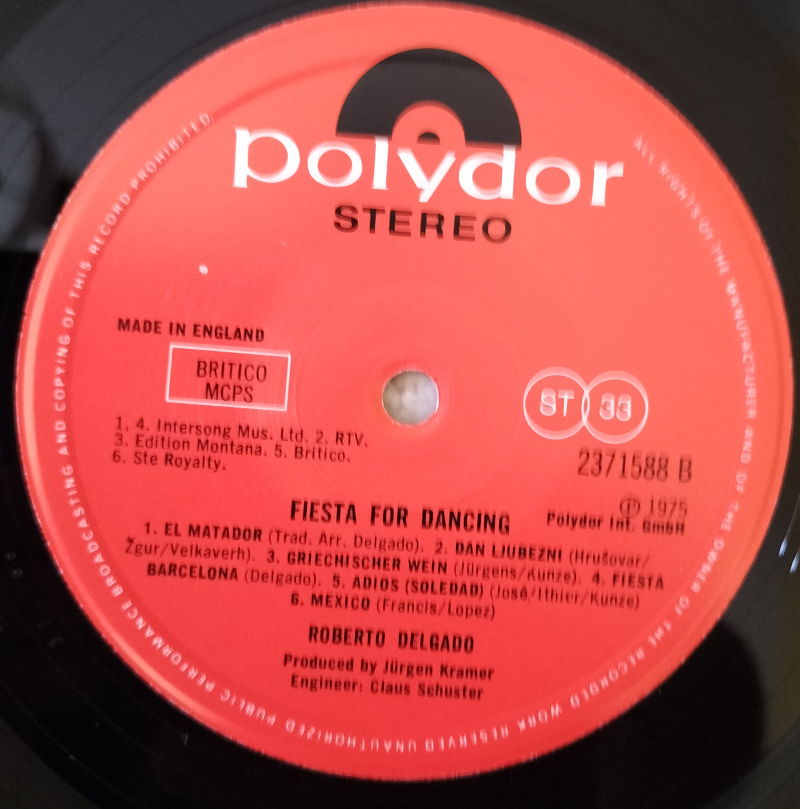 polydor
STEREO
MADE IN ENGLAND
BRITICO
MCPS
ST 33
1. 4. Intersong Mus. Ltd. 2. RTV.
3. Edition Montana. 5. Britico.
6. Ste Royalty.
2371588 B
℗ 1975
Polydor Int. GmbH
FIESTA FOR DANCING
1. EL MATADOR (Trad. Arr. Delgado). 2. DAN LJUBEZNI (Hrušovar/
Žgur/Velkaverh). 3. GRIECHISCHER WEIN (Jürgens/Kunze). 4. FIESTA
BARCELONA (Delgado). 5. ADIOS (SOLEDAD) (José/Ithier/Kunze)
6. MEXICO (Francis/Lopez)
ROBERTO DELGADO
Produced by Jürgen Kramer
Engineer: Claus Schuster
ALL RIGHTS OF THE MANUFACTURER AND OF THE OWNER OF THE RECORDED WORK RESERVED UNAUTHORIZED PUBLIC PERFORMANCE BROADCASTING AND COPYING OF THIS RECORD PROHIBITED.